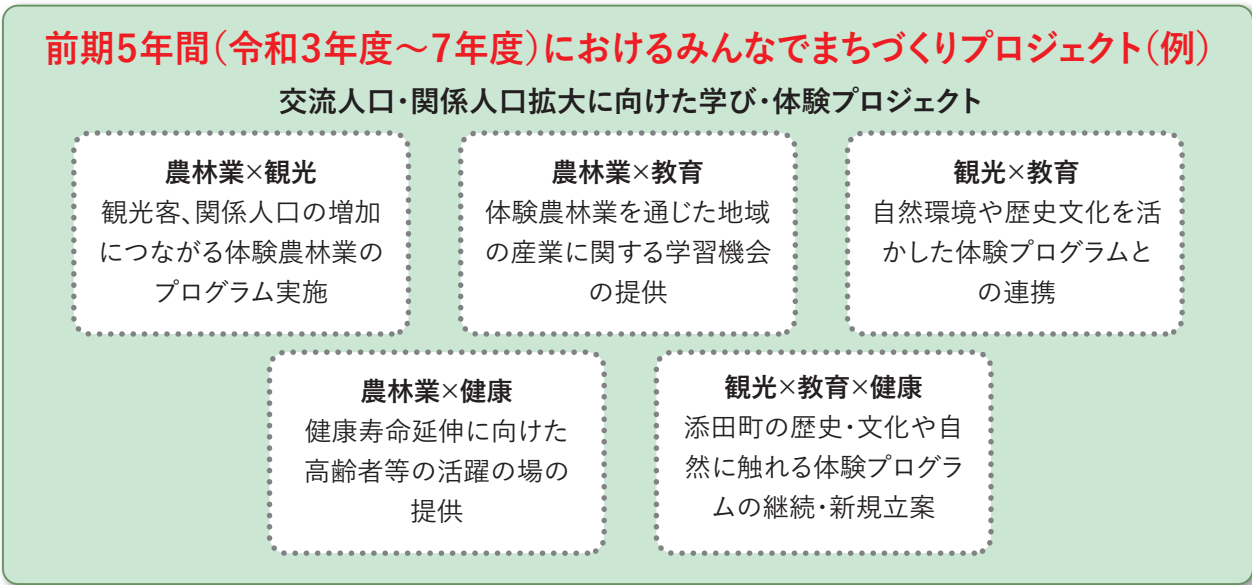 前期5年間(令和3年度～7年度)におけるみんなでまちづくりプロジェクト(例)
交流人口・関係人口拡大に向けた学び・体験プロジェクト
農林業×観光
観光客、関係人口の増加
につながる体験農林業の
プログラム実施
農林業×教育
体験農林業を通じた地域
の産業に関する学習機会
の提供
観光×教育
自然環境や歴史文化を活
かした体験プログラムと
の連携
農林業×健康
健康寿命延伸に向けた
高齢者等の活躍の場の
提供
観光×教育×健康
添田町の歴史・文化や自
然に触れる体験プログラ
ムの継続・新規立案